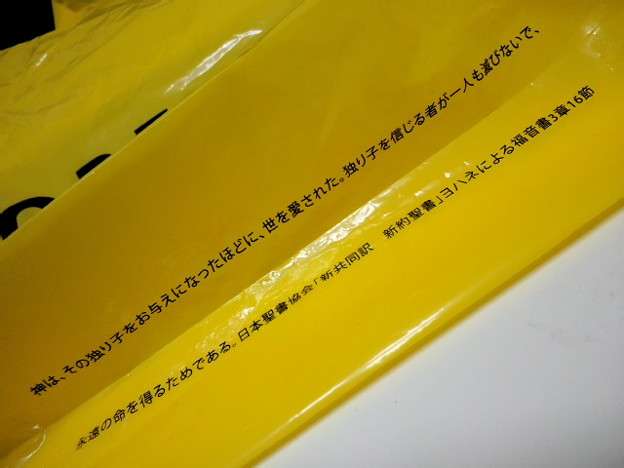 神は、その独り子をお与えになったほどに、世を愛された。独り子を信じる者が一人も滅びないで、
永遠の命を得るためである。日本聖書協会「新共同訳　新約聖書」ヨハネによる福音書3章16節